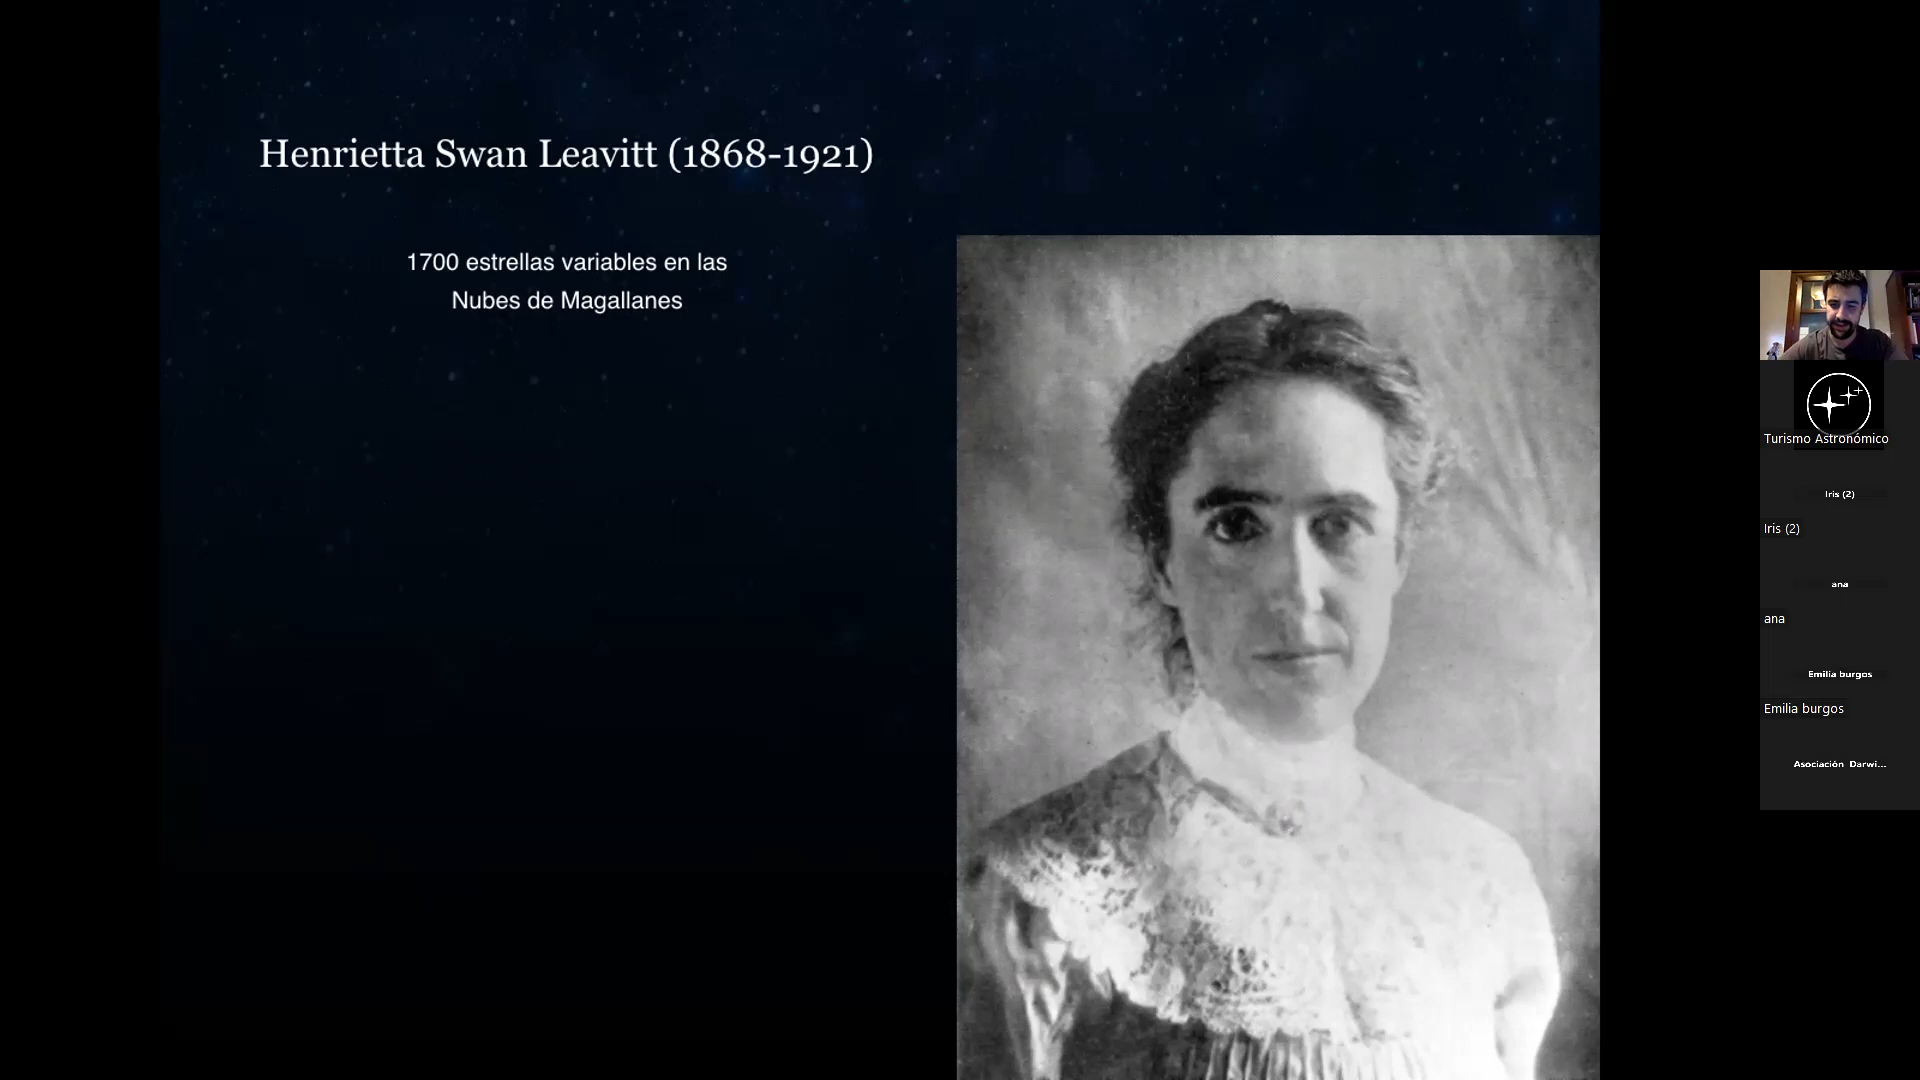 Henrietta Swan Leavitt (1868-1921)
1700 estrellas variables en las
Nubes de Magallanes
Turismo Astronómico
Iris (2)
Iris (2)
ana
ana
Emilia burgos
Emilia burgos
Asociación Darwi...